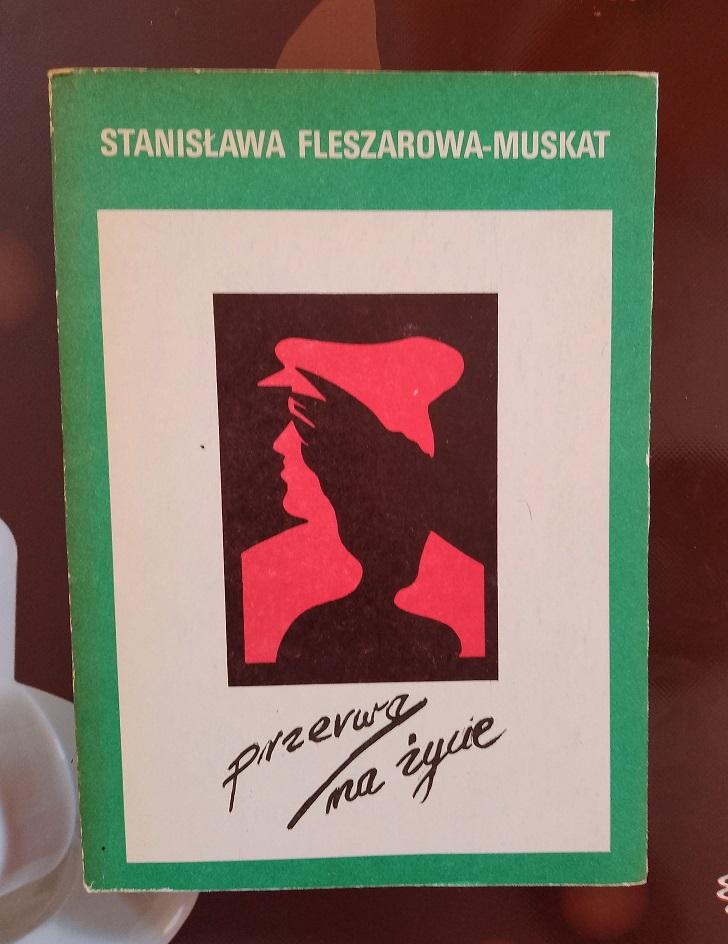 STANISŁAWA FLESZAROWA-MUSKAT
przerwa
na życie